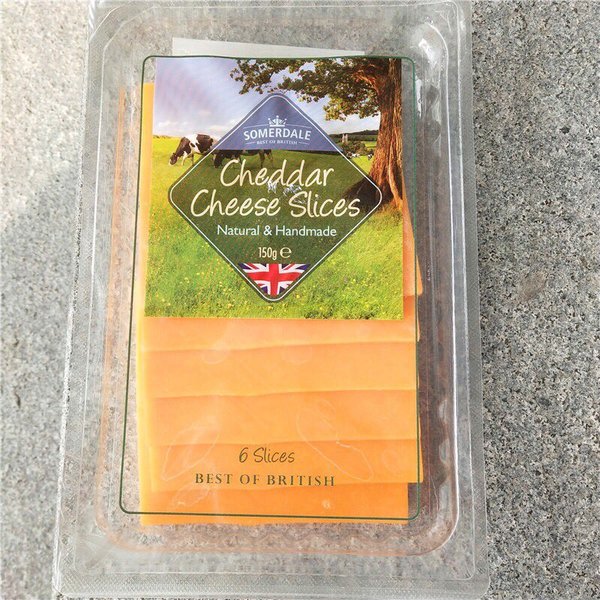 SOMERDALE
BEST OF BRITISH
Cheddar
Cheese Slices
Natural & Handmade
150g ℮
6 Slices
BEST OF BRITISH